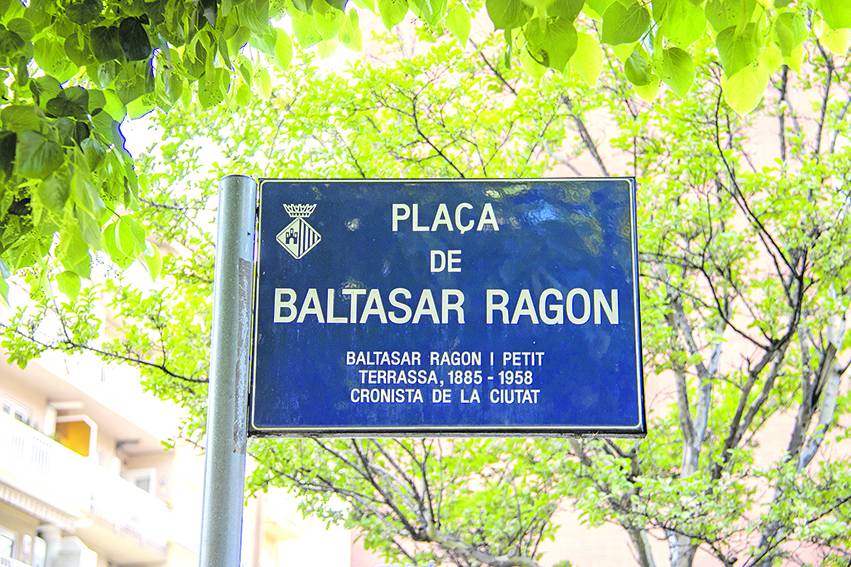 PLAÇA
DE
BALTASAR RAGON
BALTASAR RAGON I PETIT
TERRASSA, 1885 - 1958
CRONISTA DE LA CIUTAT